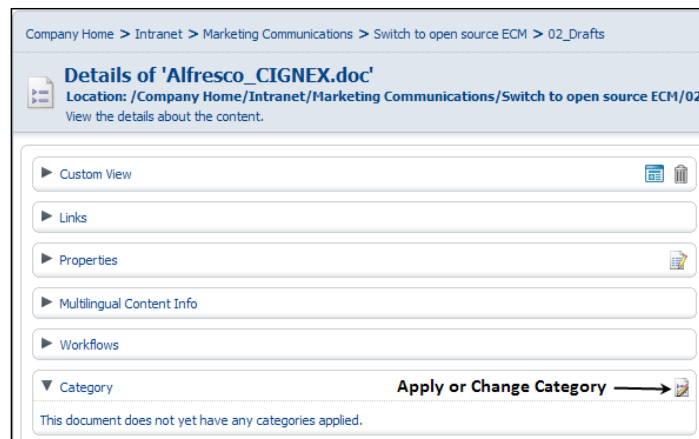 Company Home > Intranet > Marketing Communications > Switch to open source ECM > 02_Drafts
Details of 'Alfresco_CIGNEX.doc'
Location: /Company Home/Intranet/Marketing Communications/Switch to open source ECM/02
View the details about the content.
Custom View
Links
Properties
Multilingual Content Info
Workflows
Category Apply or Change Category
This document does not yet have any categories applied.